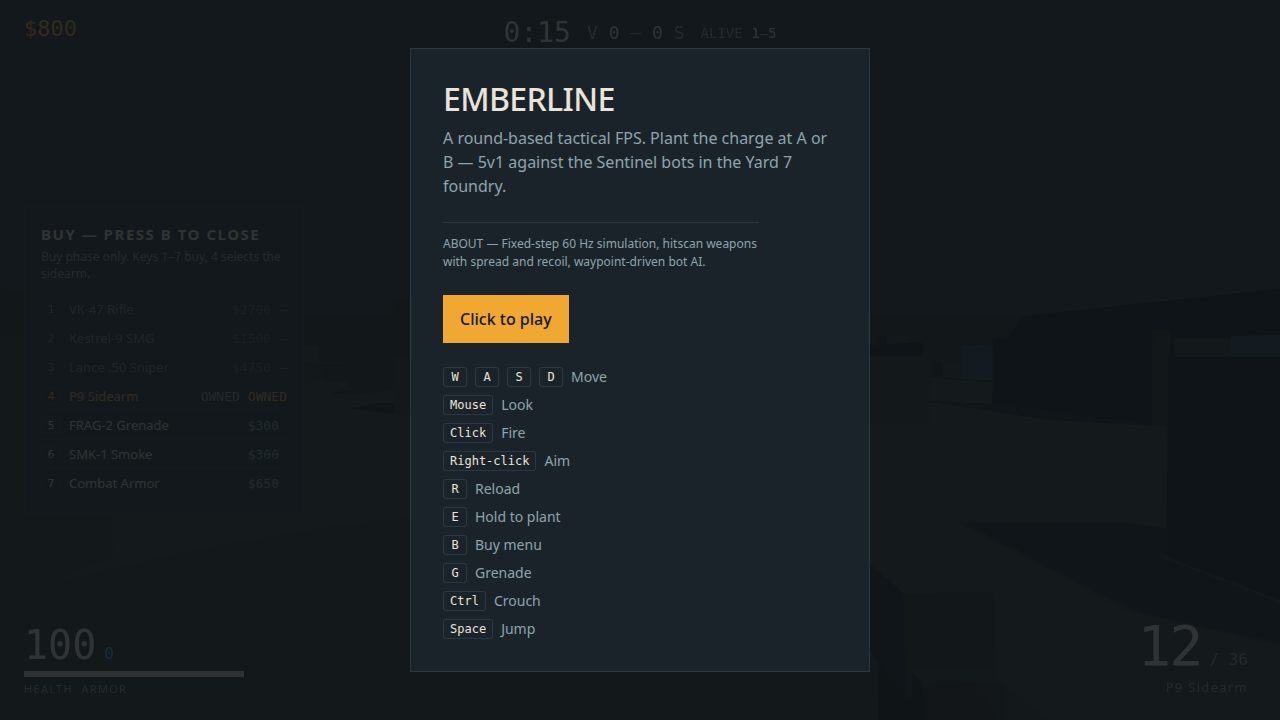 $800
0:15 V 0 — 0 S ALIVE 1—5
EMBERLINE
A round-based tactical FPS. Plant the charge at A or
B — 5v1 against the Sentinel bots in the Yard 7
foundry.
ABOUT — Fixed-step 60 Hz simulation, hitscan weapons
with spread and recoil, waypoint-driven bot AI.
Click to play
W A S D Move
Mouse Look
Click Fire
Right-click Aim
R Reload
E Hold to plant
B Buy menu
G Grenade
Ctrl Crouch
Space Jump
BUY — PRESS B TO CLOSE
Buy phase only. Keys 1–7 buy, 4 selects the
sidearm.
1 VK-47 Rifle $2700 —
2 Kestrel-9 SMG $1500 —
3 Lance .50 Sniper $4750 —
4 P9 Sidearm OWNED OWNED
5 FRAG-2 Grenade $300
6 SMK-1 Smoke $300
7 Combat Armor $650
100 0
HEALTH ARMOR
12 / 36
P9 Sidearm